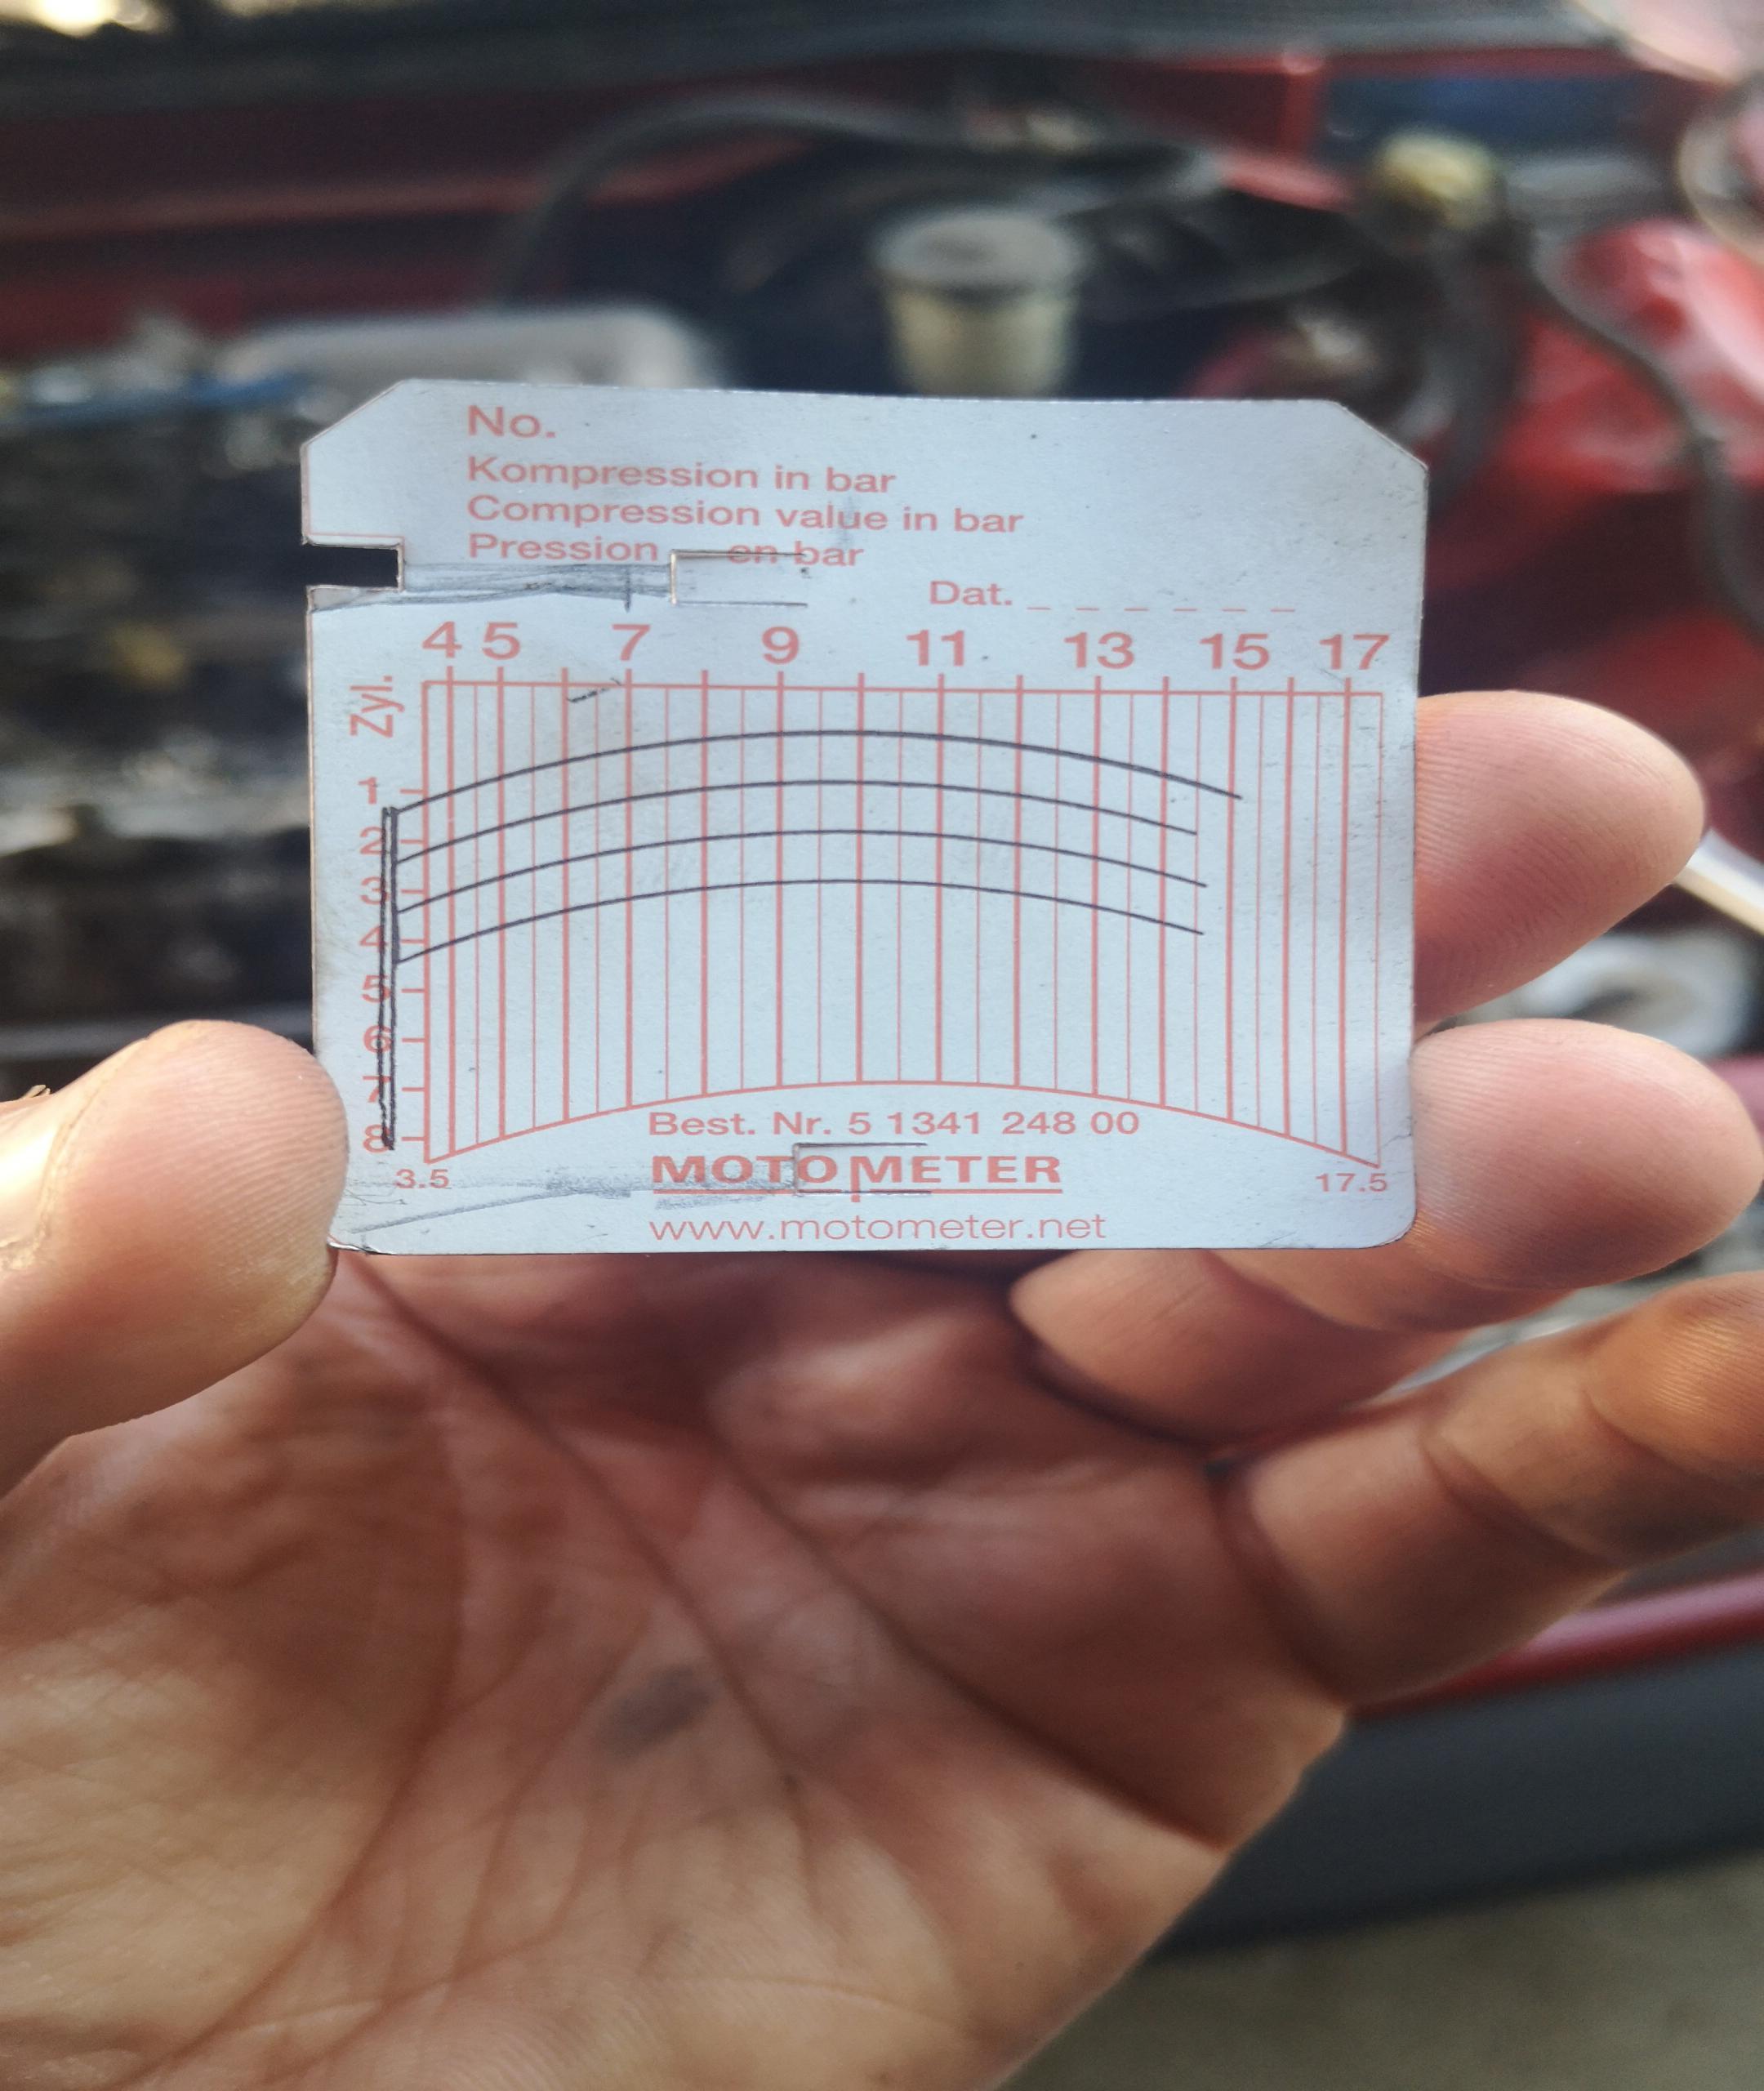 No.
Kompression in bar
Compression value in bar
Pression en bar
Dat. _ _ _ _ _ _
4 5 7 9 11 13 15 17
Zyl.
1
2
3
4
5
6
7
8
3.5 17.5
Best. Nr. 5 1341 248 00
MOTOMETER
www.motometer.net